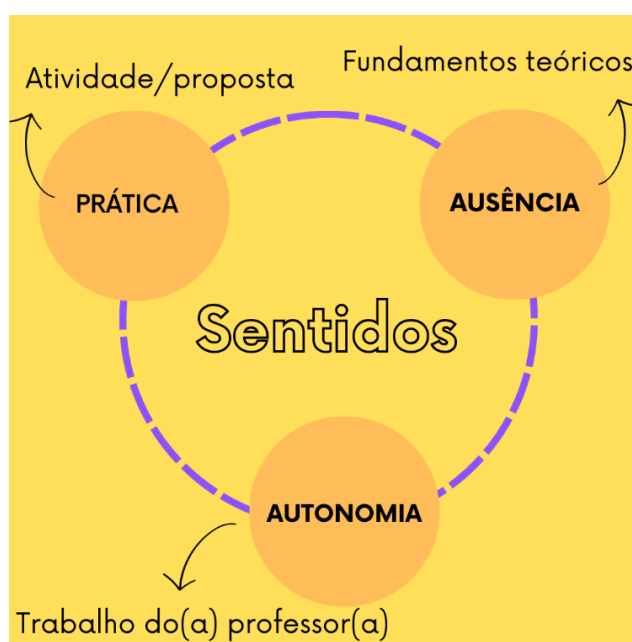 Fundamentos teóricos
Atividade/proposta
PRÁTICA
AUSÊNCIA
Sentidos
AUTONOMIA
Trabalho do(a) professor(a)